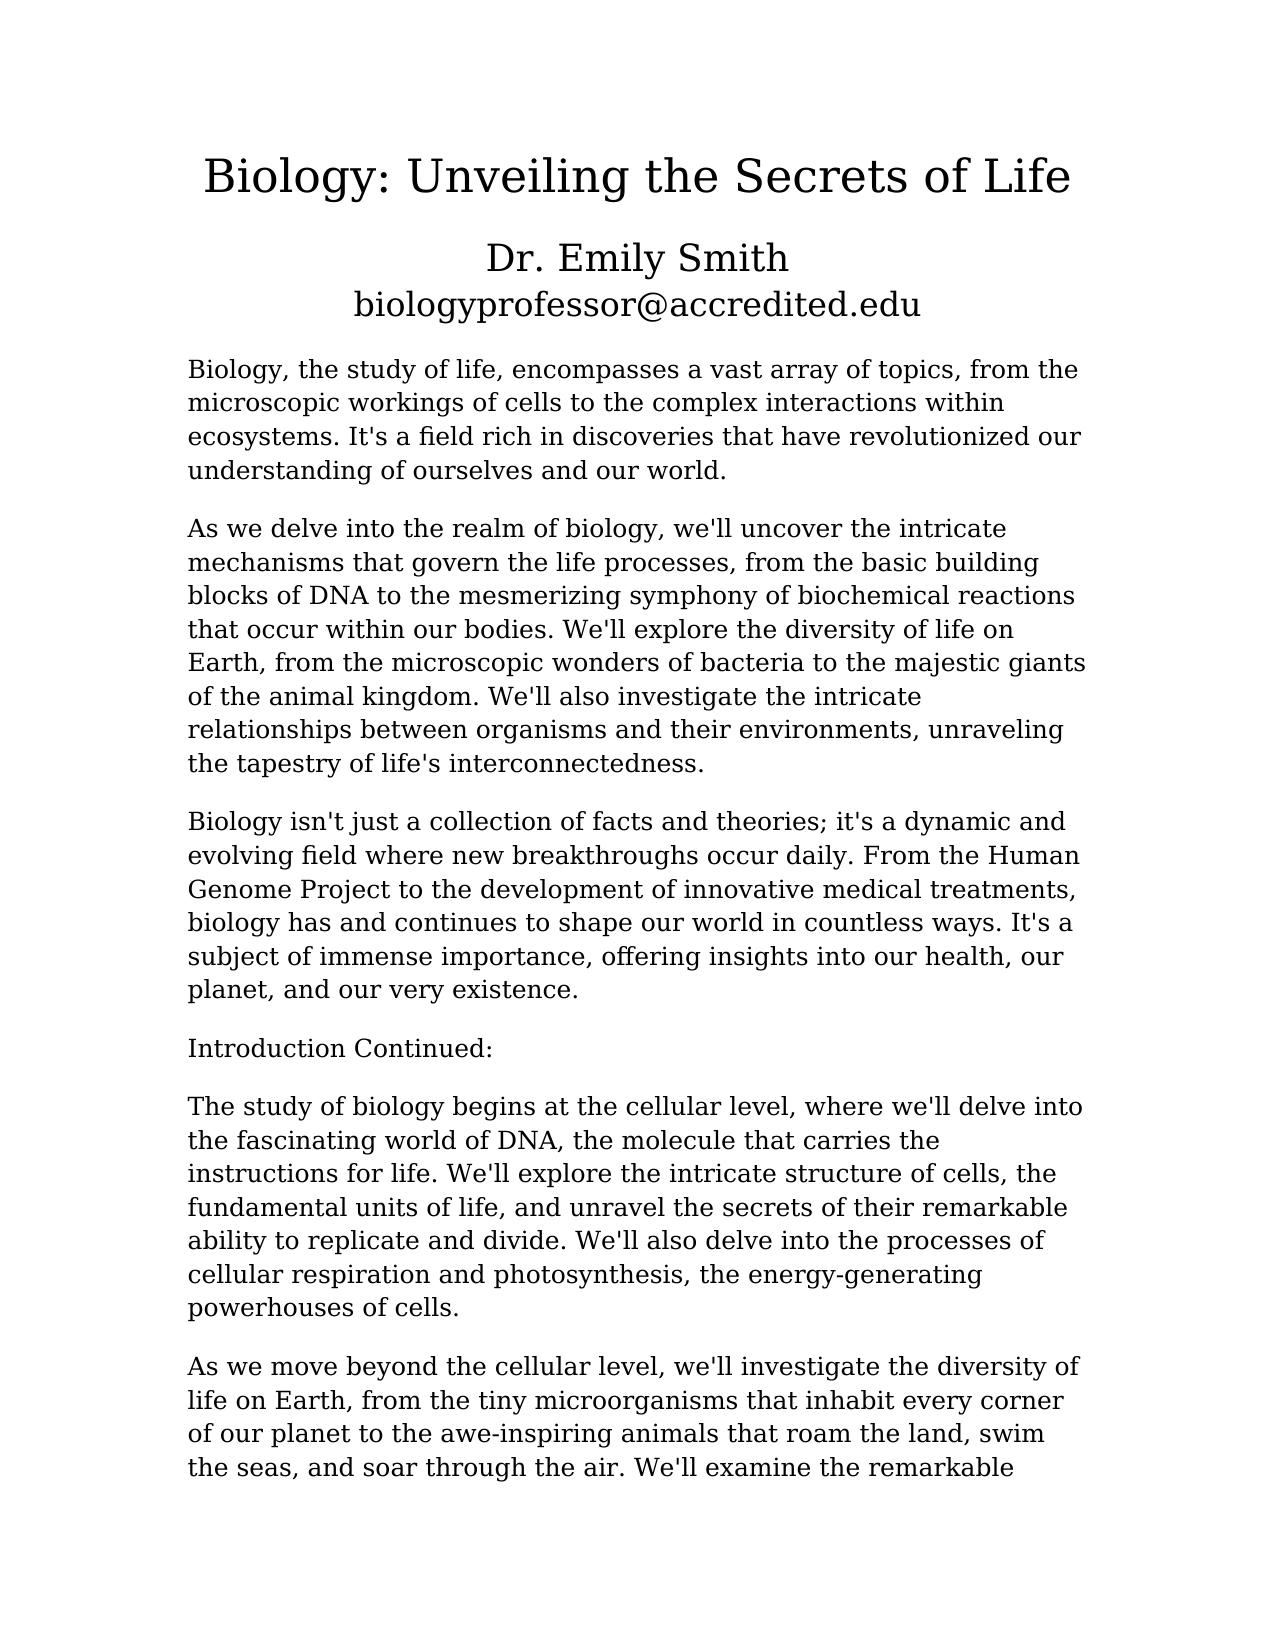 Biology: Unveiling the Secrets of Life
Dr. Emily Smith
biologyprofessor@accredited.edu
Biology, the study of life, encompasses a vast array of topics, from the
microscopic workings of cells to the complex interactions within
ecosystems. It's a field rich in discoveries that have revolutionized our
understanding of ourselves and our world.
As we delve into the realm of biology, we'll uncover the intricate
mechanisms that govern the life processes, from the basic building
blocks of DNA to the mesmerizing symphony of biochemical reactions
that occur within our bodies. We'll explore the diversity of life on
Earth, from the microscopic wonders of bacteria to the majestic giants
of the animal kingdom. We'll also investigate the intricate
relationships between organisms and their environments, unraveling
the tapestry of life's interconnectedness.
Biology isn't just a collection of facts and theories; it's a dynamic and
evolving field where new breakthroughs occur daily. From the Human
Genome Project to the development of innovative medical treatments,
biology has and continues to shape our world in countless ways. It's a
subject of immense importance, offering insights into our health, our
planet, and our very existence.
Introduction Continued:
The study of biology begins at the cellular level, where we'll delve into
the fascinating world of DNA, the molecule that carries the
instructions for life. We'll explore the intricate structure of cells, the
fundamental units of life, and unravel the secrets of their remarkable
ability to replicate and divide. We'll also delve into the processes of
cellular respiration and photosynthesis, the energy-generating
powerhouses of cells.
As we move beyond the cellular level, we'll investigate the diversity of
life on Earth, from the tiny microorganisms that inhabit every corner
of our planet to the awe-inspiring animals that roam the land, swim
the seas, and soar through the air. We'll examine the remarkable